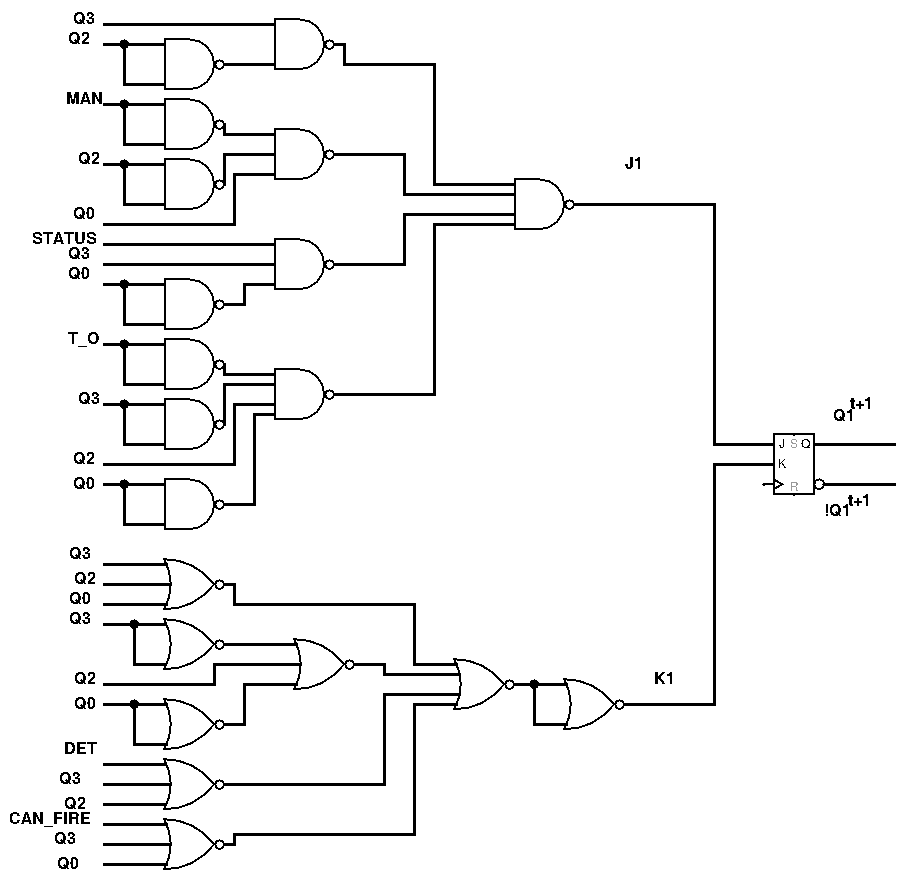 Q3
Q2
MAN
Q2
J1
Q0
STATUS
Q3
Q0
T_O
Q3
Q1 t+1
J S Q
Q2
K
Q0
R
!Q1 t+1
Q3
Q2
Q0
Q3
Q2
K1
Q0
DET
Q3
Q2
CAN_FIRE
Q3
Q0